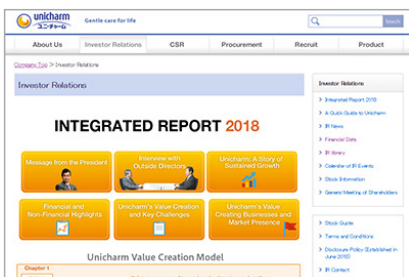 unicharm
ユニ・チャーム
Gentle care for life
Search
About Us
Investor Relations
CSR
Procurement
Recruit
Product
Company Top > Investor Relations
Investor Relations
INTEGRATED REPORT 2018
Message from the President
Interview with
Outside Directors
Unicharm: A Story of
Sustained Growth
Financial and
Non-Financial Highlights
Unicharm's Value Creation
and Key Challenges
Unicharm's Value
Creating Businesses and
Market Presence
Unicharm Value Creation Model
Chapter 1
Investor Relations
> Integrated Report 2018
> A Quick Guide to Unicharm
> IR News
> Financial Data
> IR library
> Calendar of IR Events
> Stock Information
> General Meeting of Shareholders
> Stock Quote
> Terms and Conditions
> Disclosure Policy (Established in
June 2015)
> IR Contact